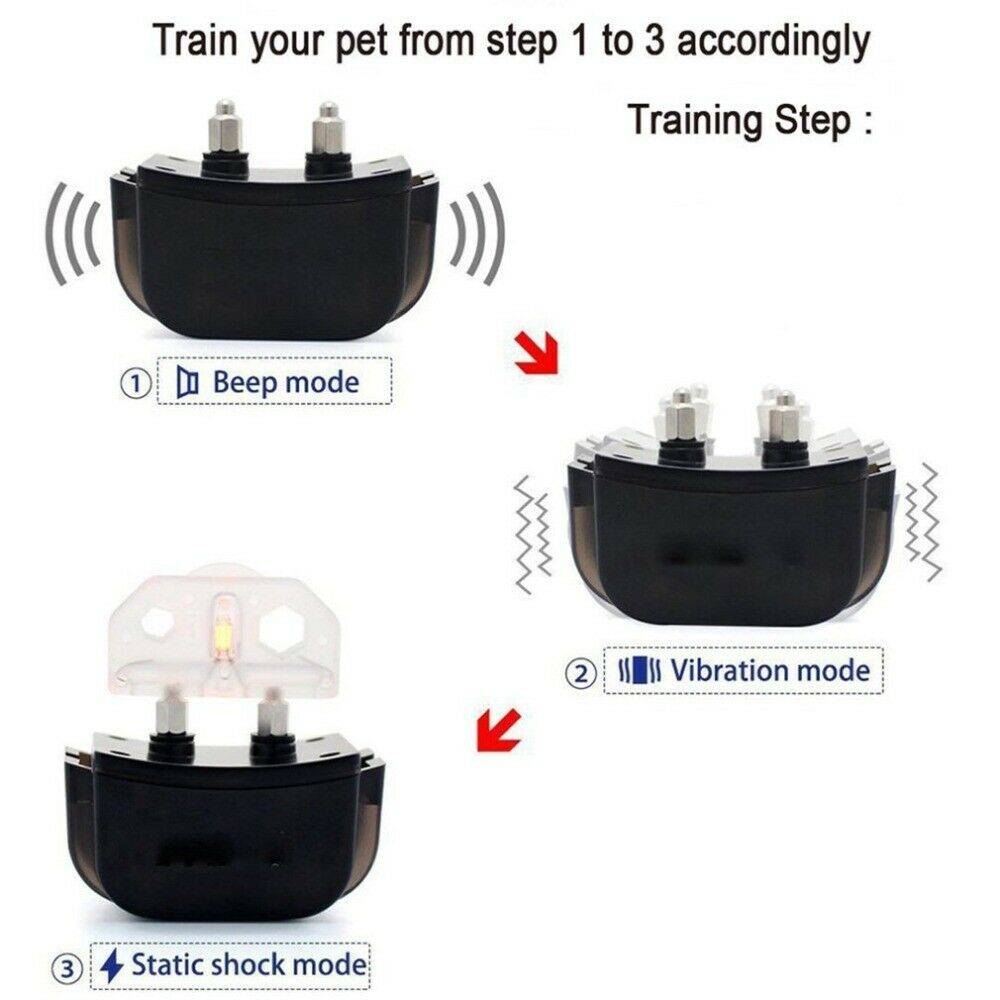 Train your pet from step 1 to 3 accordingly
Training Step :
1 Beep mode
2 Vibration mode
3 Static shock mode